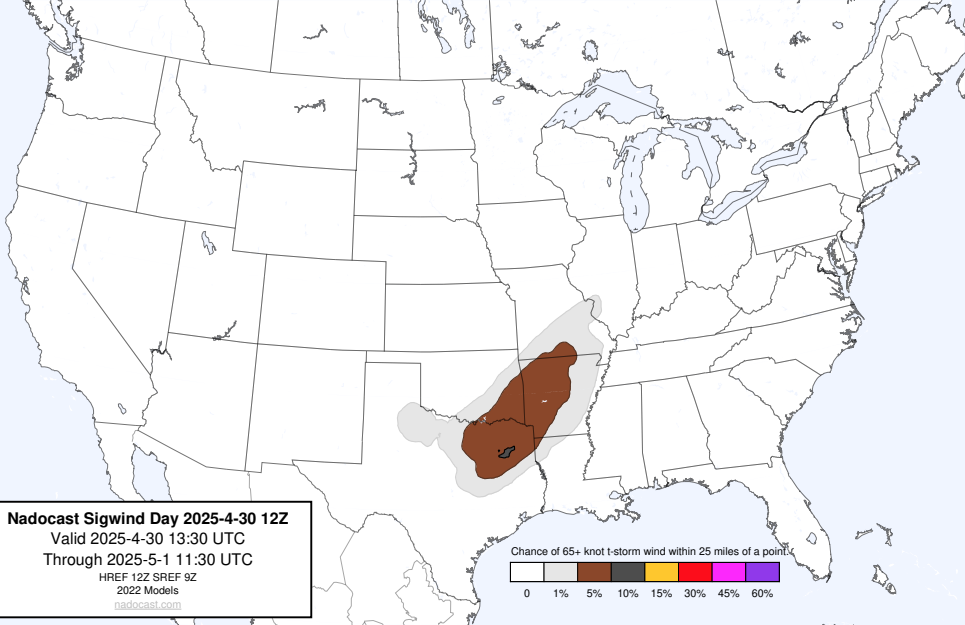 Nadocast Sigwind Day 2025-4-30 12Z
Valid 2025-4-30 13:30 UTC
Through 2025-5-1 11:30 UTC
HREF 12Z SREF 9Z
2022 Models
nadocast.com
Chance of 65+ knot t-storm wind within 25 miles of a point.
0 1% 5% 10% 15% 30% 45% 60%